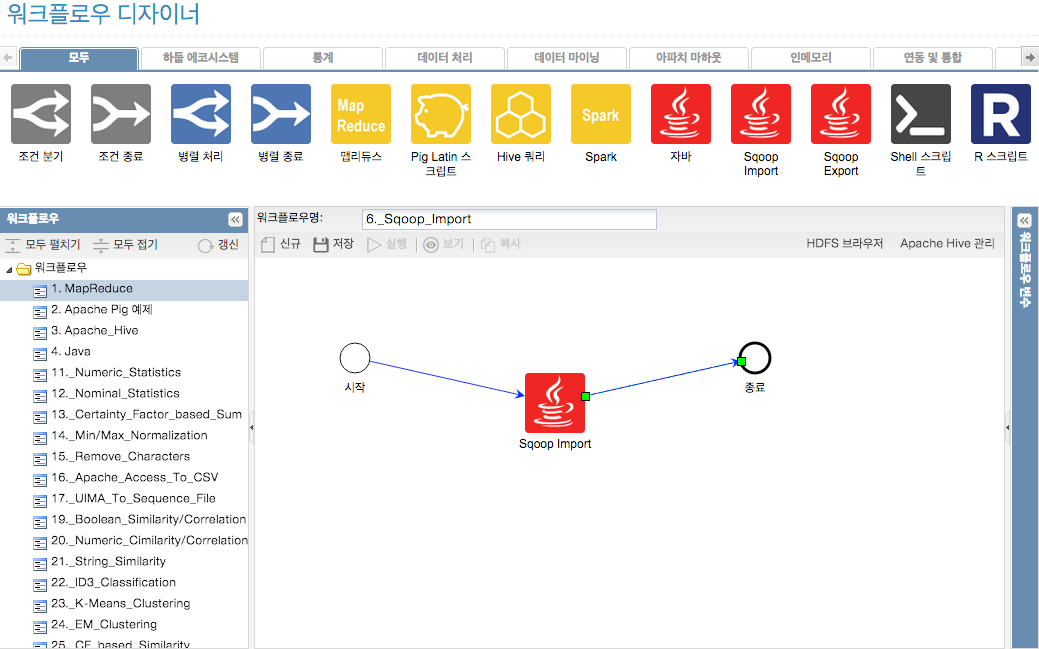 워크플로우 디자이너
모두
하둡 에코시스템
통계
데이터 처리
데이터 마이닝
아파치 마하웃
인메모리
연동 및 통합
Map
Reduce
Spark
R
조건 분기
조건 종료
병렬 처리
병렬 종료
맵리듀스
Pig Latin 스
크립트
Hive 쿼리
Spark
자바
Sqoop
Import
Sqoop
Export
Shell 스크립
트
R 스크립트
워크플로우
모두 펼치기
모두 접기
갱신
워크플로우
1. MapReduce
2. Apache Pig 예제
3. Apache_Hive
4. Java
11._Numeric_Statistics
12._Nominal_Statistics
13._Certainty_Factor_based_Sum
14._Min/Max_Normalization
15._Remove_Characters
16._Apache_Access_To_CSV
17._UIMA_To_Sequence_File
19._Boolean_Similarity/Correlation
20._Numeric_Cimilarity/Correlation
21._String_Similarity
22._ID3_Classification
23._K-Means_Clustering
24._EM_Clustering
25._CF_based_Similarity
워크플로우명:
6._Sqoop_Import
신규
저장
실행
보기
복사
HDFS 브라우저
Apache Hive 관리
시작
Sqoop Import
종료
워크플로우 변수